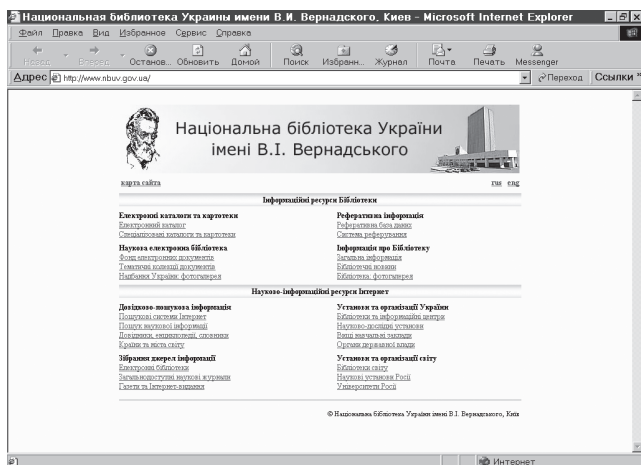 Национальная библиотека Украины имени В.И. Вернадского. Киев - Microsoft Internet Explorer
Файл Правка Вид Избранное Сервис Справка
Назад Вперед Останов... Обновить Домой Поиск Избранн... Журнал Почта Печать Messenger
Адрес http://www.nbuv.gov.ua/ Переход Ссылки »
Національна бібліотека України
імені В.І. Вернадського
карта сайта rus eng
Інформаційні ресурси Бібліотеки
Електронні каталоги та картотеки
Електронний каталог
Спеціалізовані каталоги та картотеки
Наукова електронна бібліотека
Фонд електронних документів
Тематичні колекції документів
Надбання України: фотогалерея
Реферативна інформація
Реферативна база даних
Система реферування
Інформація про Бібліотеку
Загальна інформація
Бібліотечні новини
Бібліотека: фотогалерея
Науково-інформаційні ресурси Інтернет
Довідково-пошукова інформація
Пошукові системи Інтернет
Пошук наукової інформації
Довідники, енциклопедії, словники
Країни та міста світу
Зібрання джерел інформації
Електронні бібліотеки
Загальнодоступні наукові журнали
Газети та Інтернет-видання
Установи та організації України
Бібліотеки та інформаційні центри
Науково-дослідні установи
Вищі навчальні заклади
Органи державної влади
Установи та організації світу
Бібліотеки світу
Наукові установи Росії
Університети Росії
© Національна бібліотека України імені В.І. Вернадського, Київ
Интернет